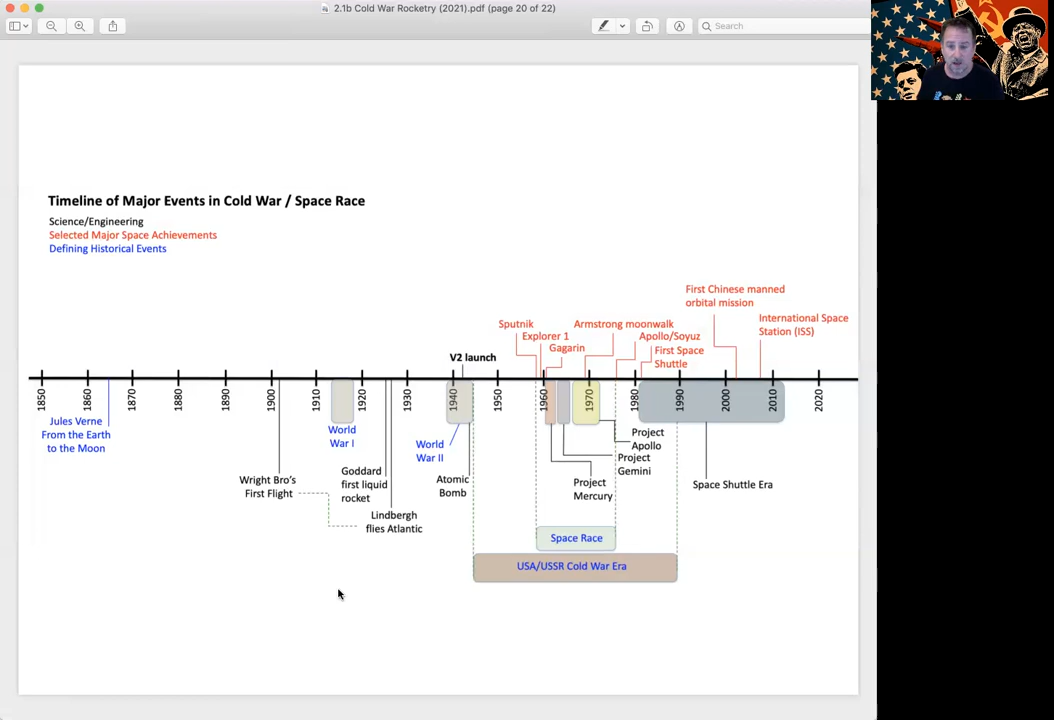 2.1b Cold War Rocketry (2021).pdf (page 20 of 22)
Search
Timeline of Major Events in Cold War / Space Race
Science/Engineering
Selected Major Space Achievements
Defining Historical Events
First Chinese manned
orbital mission
International Space
Station (ISS)
Sputnik
Armstrong moonwalk
Explorer 1
Apollo/Soyuz
Gagarin
First Space
Shuttle
V2 launch
1850
1860
1870
1880
1890
1900
1910
1920
1930
1940
1950
1960
1970
1980
1990
2000
2010
2020
Jules Verne
From the Earth
to the Moon
World
War I
World
War II
Project
Apollo
Project
Gemini
Wright Bro's
First Flight
Goddard
first liquid
rocket
Atomic
Bomb
Project
Mercury
Space Shuttle Era
Lindbergh
flies Atlantic
Space Race
USA/USSR Cold War Era